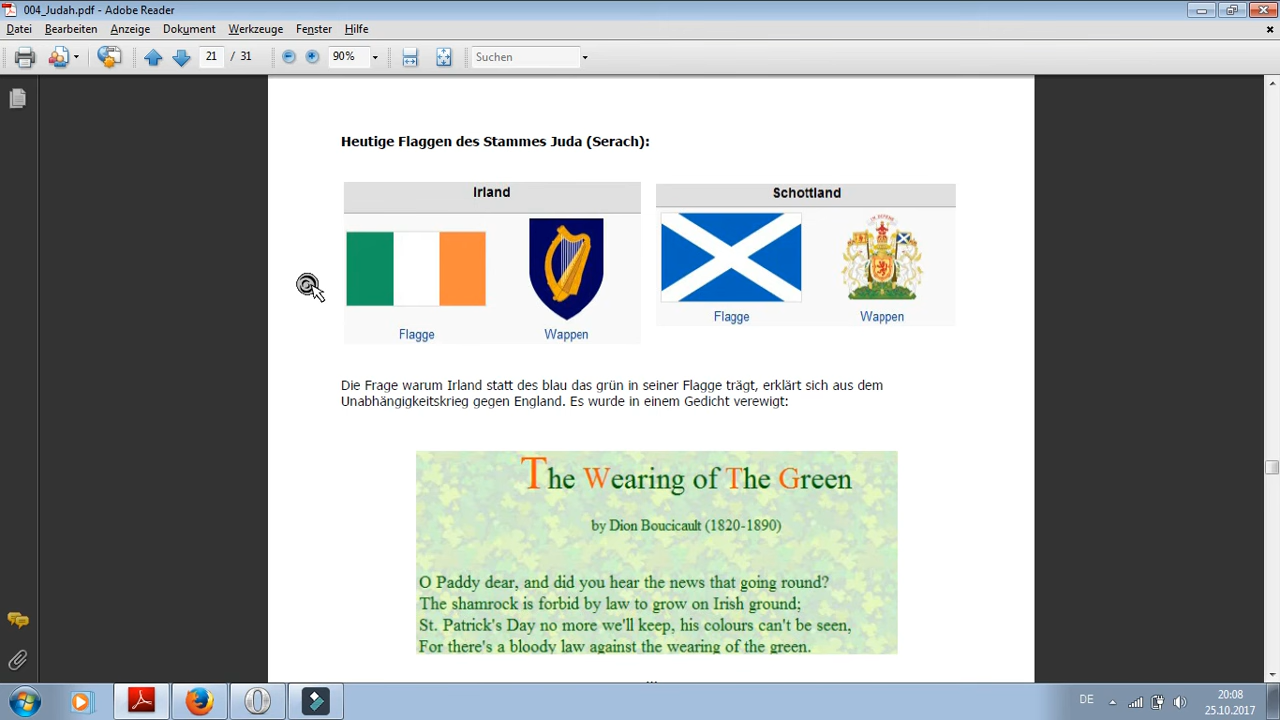 004_Judah.pdf - Adobe Reader
Datei Bearbeiten Anzeige Dokument Werkzeuge Fenster Hilfe
21 / 31 90% Suchen
Heutige Flaggen des Stammes Juda (Serach):
Irland
Schottland
Flagge Wappen
Flagge Wappen
Die Frage warum Irland statt des blau das grün in seiner Flagge trägt, erklärt sich aus dem
Unabhängigkeitskrieg gegen England. Es wurde in einem Gedicht verewigt:
The Wearing of The Green
by Dion Boucicault (1820-1890)
O Paddy dear, and did you hear the news that going round?
The shamrock is forbid by law to grow on Irish ground;
St. Patrick's Day no more we'll keep, his colours can't be seen,
For there's a bloody law against the wearing of the green.
DE
20:08
25.10.2017